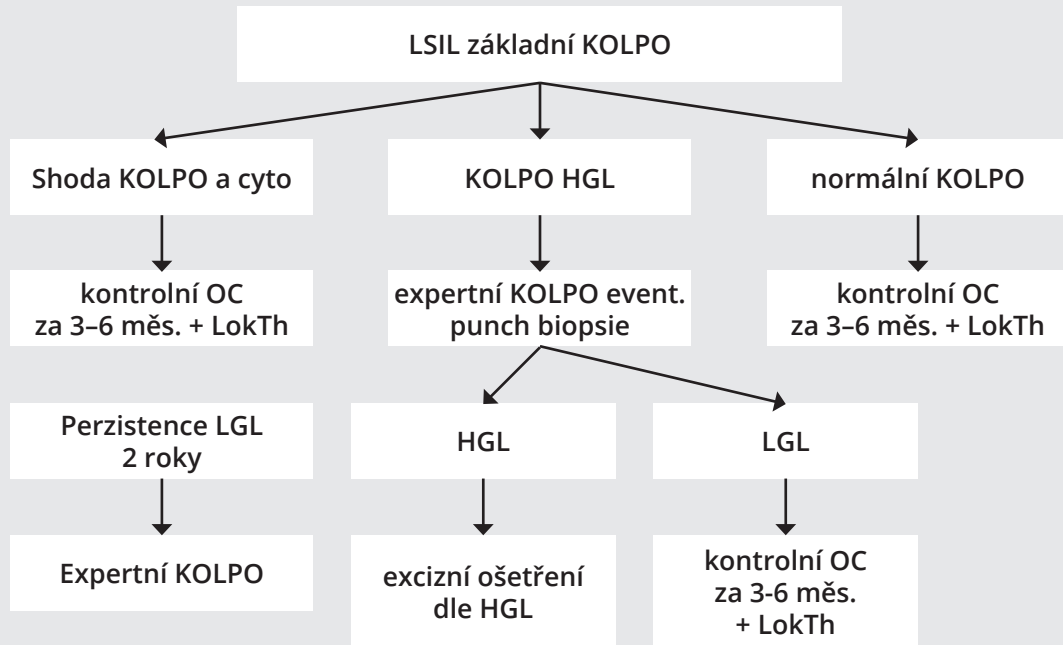 LSIL základní KOLPO
Shoda KOLPO a cyto
KOLPO HGL
normální KOLPO
kontrolní OC
za 3–6 měs. + LokTh
expertní KOLPO event.
punch biopsie
kontrolní OC
za 3–6 měs. + LokTh
Perzistence LGL
2 roky
HGL
LGL
Expertní KOLPO
excizní ošetření
dle HGL
kontrolní OC
za 3-6 měs.
+ LokTh